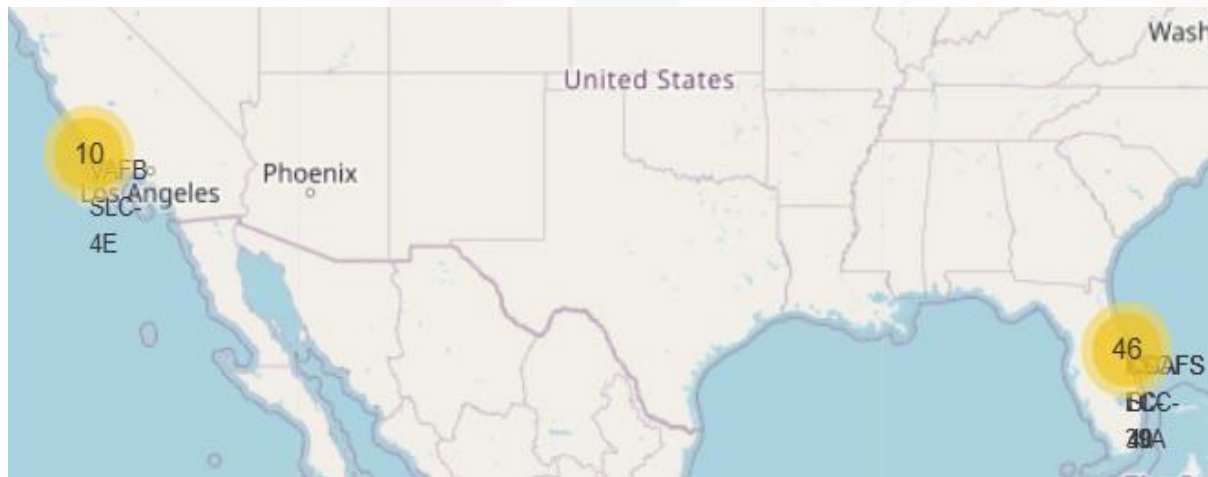 Wash
United States
10
VAFB
Phoenix
Los Angeles
SLC-
4E
46